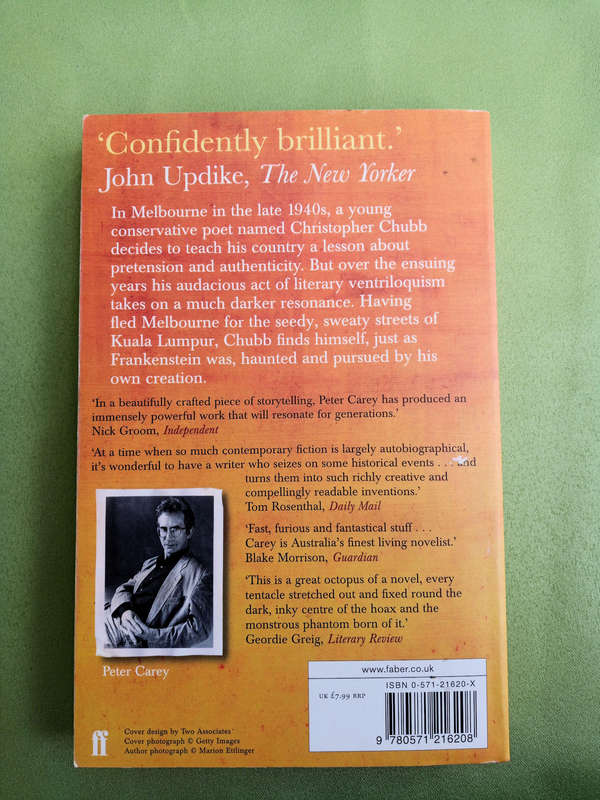 ‘Confidently brilliant.’
John Updike, The New Yorker
In Melbourne in the late 1940s, a young
conservative poet named Christopher Chubb
decides to teach his country a lesson about
pretension and authenticity. But over the ensuing
years his audacious act of literary ventriloquism
takes on a much darker resonance. Having
fled Melbourne for the seedy, sweaty streets of
Kuala Lumpur, Chubb finds himself, just as
Frankenstein was, haunted and pursued by his
own creation.
‘In a beautifully crafted piece of storytelling, Peter Carey has produced an
immensely powerful work that will resonate for generations.’
Nick Groom, Independent
‘At a time when so much contemporary fiction is largely autobiographical,
it’s wonderful to have a writer who seizes on some historical events . . . and
turns them into such richly creative and
compellingly readable inventions.’
Tom Rosenthal, Daily Mail
‘Fast, furious and fantastical stuff . . .
Carey is Australia’s finest living novelist.’
Blake Morrison, Guardian
‘This is a great octopus of a novel, every
tentacle stretched out and fixed round the
dark, inky centre of the hoax and the
monstrous phantom born of it.’
Geordie Greig, Literary Review
Peter Carey
www.faber.co.uk
UK £7.99 RRP
ISBN 0-571-21620-X
9 780571 216208
ff
Cover design by Two Associates
Cover photograph © Getty Images
Author photograph © Marion Ettlinger